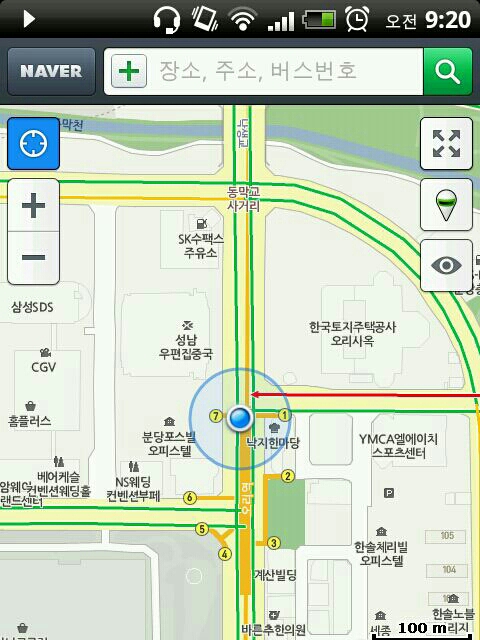 오전 9:20
NAVER
장소, 주소, 버스번호
막천
동막교
사거리
SK수팩스
주유소
삼성SDS
성남
우편집중국
한국토지주택공사
오리사옥
CGV
홈플러스
7
1
분당포스빌
오피스텔
낙지한마당
YMCA엘에이치
스포츠센터
베어케슬
컨벤션웨딩홀
랜드센터
NS웨딩
컨벤션부페
6
오리역
2
P
5
4
3
한솔체리빌
오피스텔
105
104
계산빌딩
한솔노블
빌리지
바른추한의원
세종
100 m